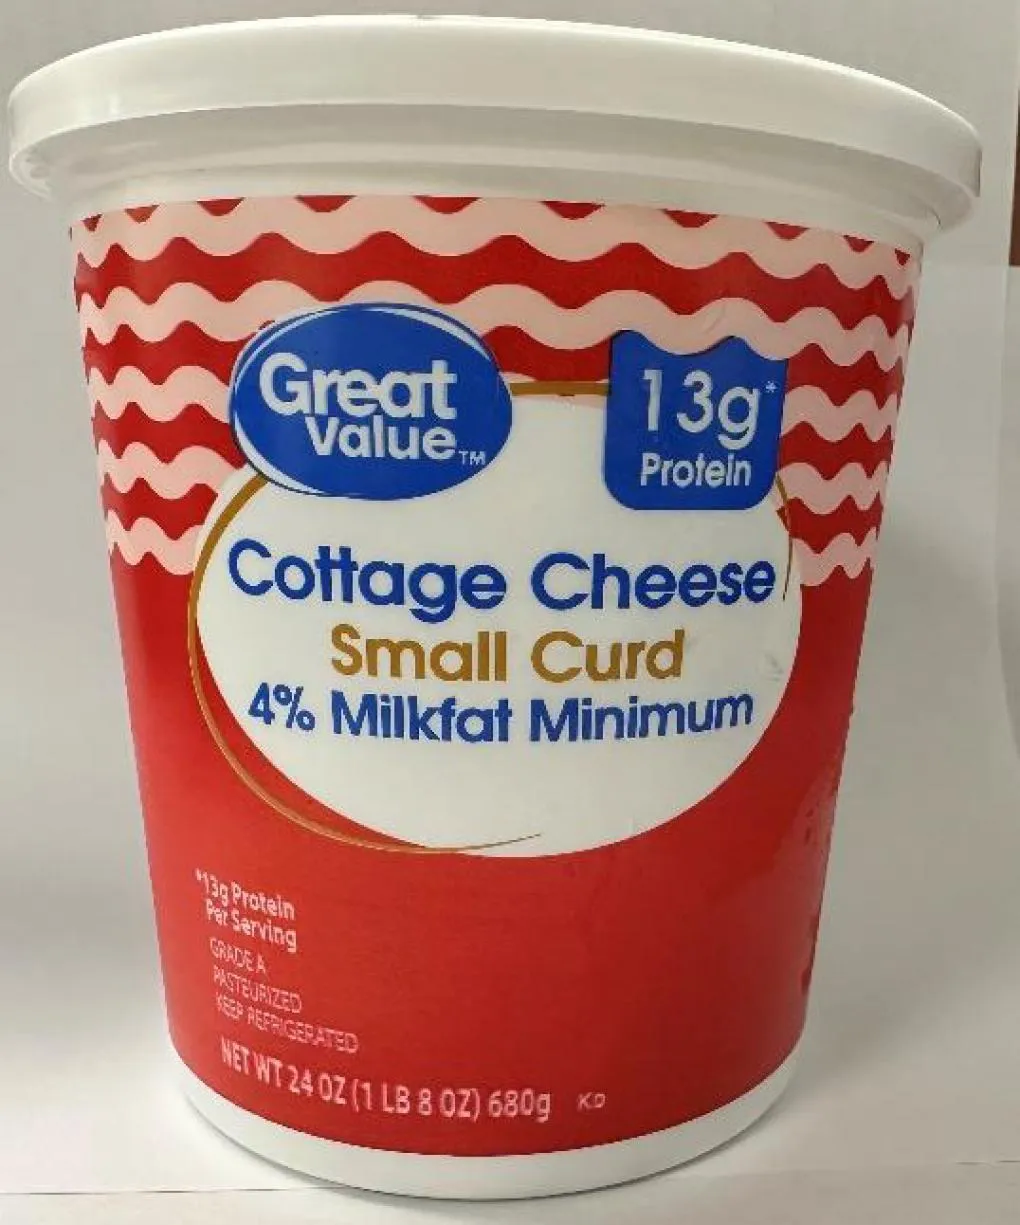 Great
Value™
13g*
Protein
Cottage Cheese
Small Curd
4% Milkfat Minimum
*13g Protein
Per Serving
GRADE A
PASTEURIZED
KEEP REFRIGERATED
NET WT 24 OZ (1 LB 8 OZ) 680g KD